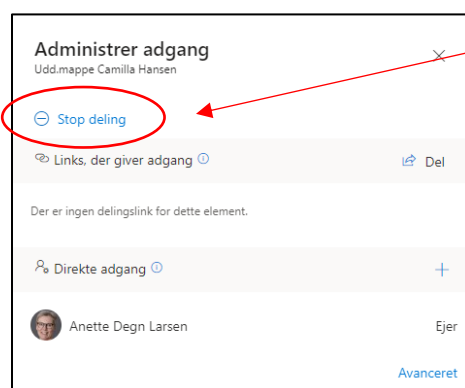 Administrer adgang
Udd.mappe Camilla Hansen
Stop deling
Links, der giver adgang
Del
Der er ingen delingslink for dette element.
Direkte adgang
Anette Degn Larsen
Ejer
Avanceret